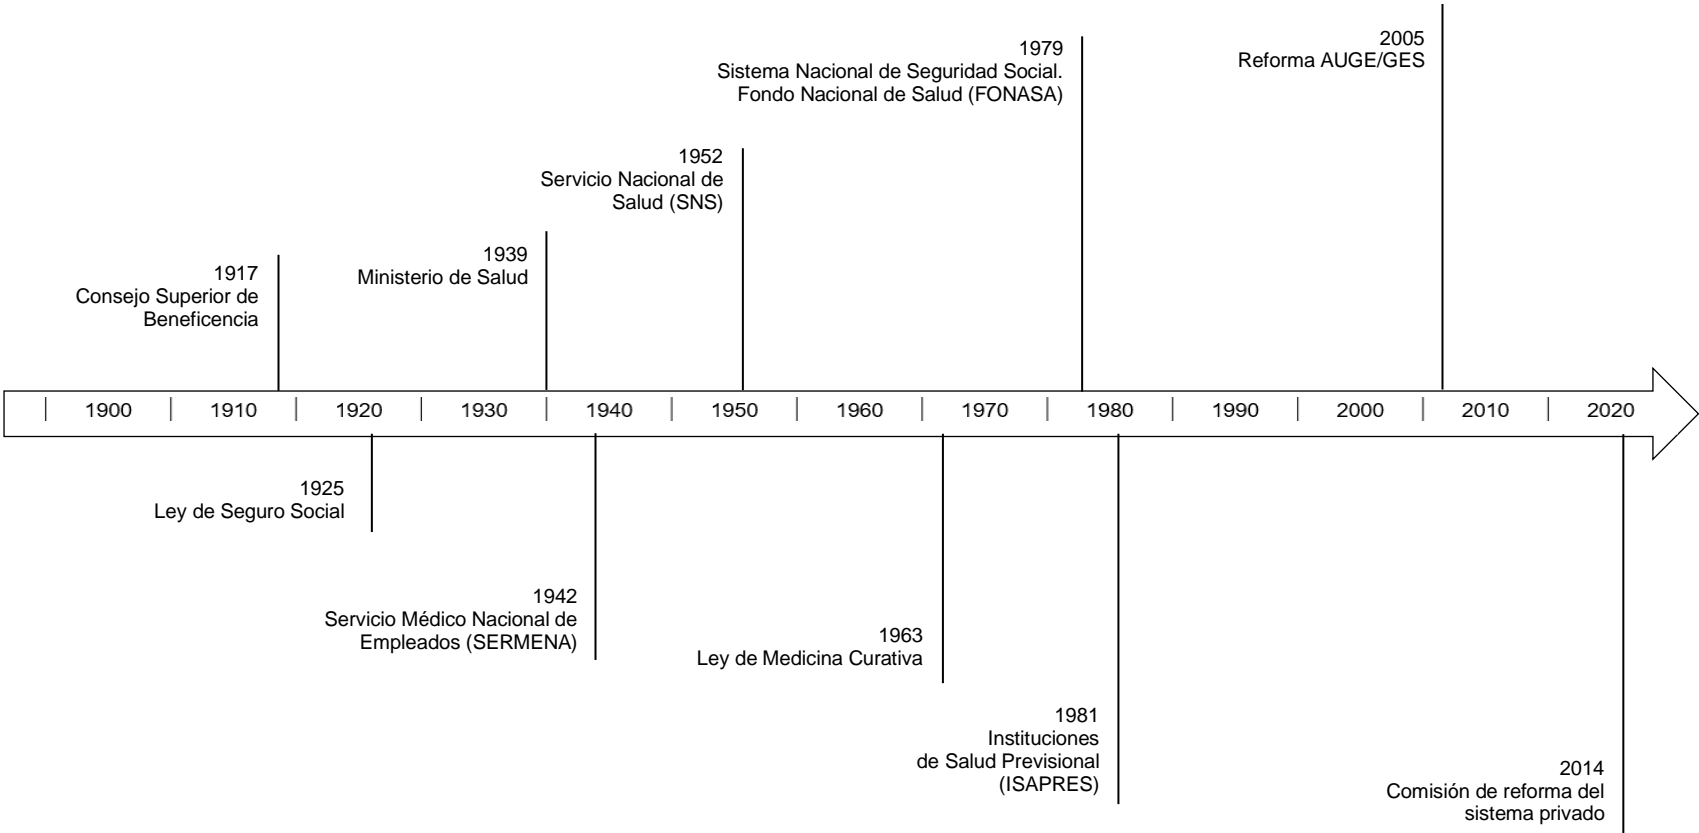 2005
Reforma AUGE/GES
1979
Sistema Nacional de Seguridad Social.
Fondo Nacional de Salud (FONASA)
1952
Servicio Nacional de
Salud (SNS)
1939
Ministerio de Salud
1917
Consejo Superior de
Beneficencia
1900 1910 1920 1930 1940 1950 1960 1970 1980 1990 2000 2010 2020
1925
Ley de Seguro Social
1942
Servicio Médico Nacional de
Empleados (SERMENA)
1963
Ley de Medicina Curativa
1981
Instituciones
de Salud Previsional
(ISAPRES)
2014
Comisión de reforma del
sistema privado